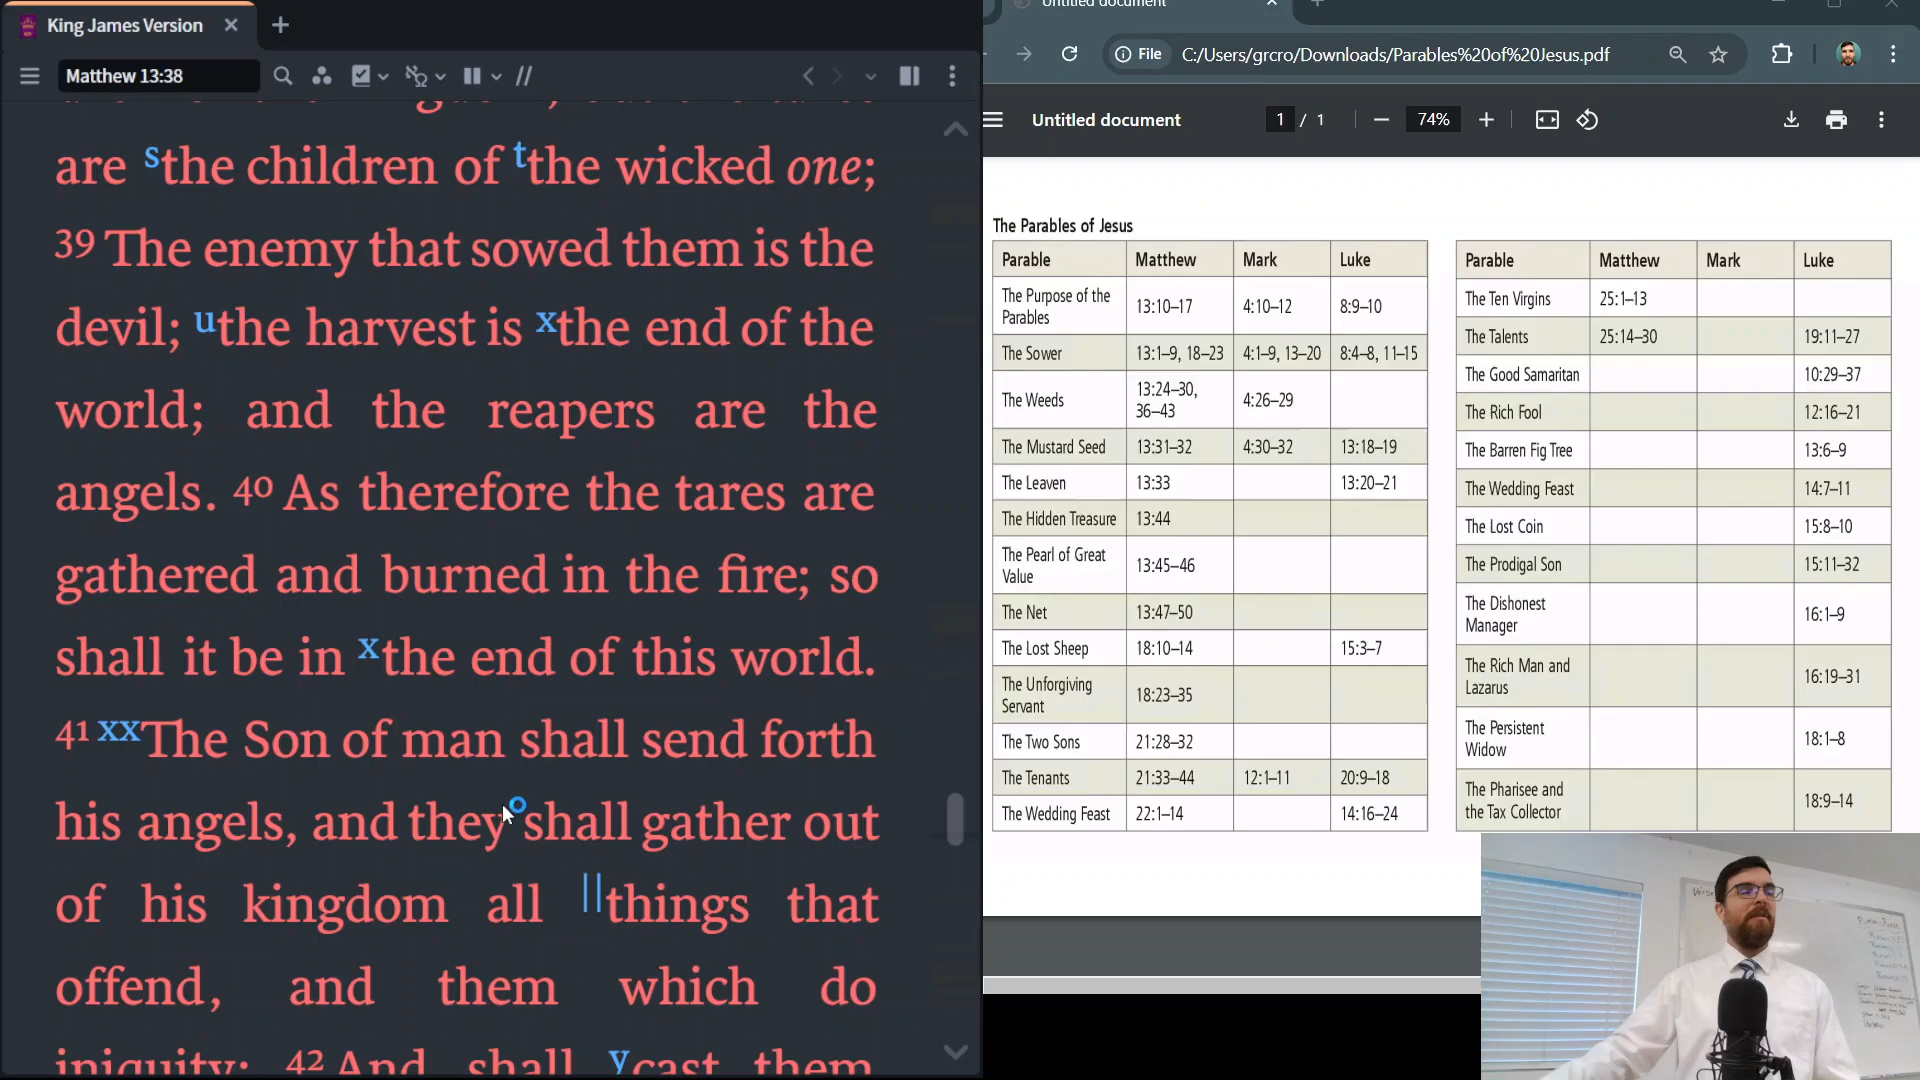 King James Version
Matthew 13:38
are sthe children of tthe wicked one;
39 The enemy that sowed them is the
devil; uthe harvest is xthe end of the
world; and the reapers are the
angels. 40 As therefore the tares are
gathered and burned in the fire; so
shall it be in xthe end of this world.
41 xxThe Son of man shall send forth
his angels, and they shall gather out
of his kingdom all ||things that
offend, and them which do
iniquity; 42 And shall ycast them
Untitled document
File C:/Users/grcro/Downloads/Parables%20of%20Jesus.pdf
Untitled document 1 / 1 74%
The Parables of Jesus
Parable Matthew Mark Luke
The Purpose of the
Parables 13:10–17 4:10–12 8:9–10
The Sower 13:1–9, 18–23 4:1–9, 13–20 8:4–8, 11–15
The Weeds 13:24–30,
36–43 4:26–29
The Mustard Seed 13:31–32 4:30–32 13:18–19
The Leaven 13:33 13:20–21
The Hidden Treasure 13:44
The Pearl of Great
Value 13:45–46
The Net 13:47–50
The Lost Sheep 18:10–14 15:3–7
The Unforgiving
Servant 18:23–35
The Two Sons 21:28–32
The Tenants 21:33–44 12:1–11 20:9–18
The Wedding Feast 22:1–14 14:16–24
Parable Matthew Mark Luke
The Ten Virgins 25:1–13
The Talents 25:14–30 19:11–27
The Good Samaritan 10:29–37
The Rich Fool 12:16–21
The Barren Fig Tree 13:6–9
The Wedding Feast 14:7–11
The Lost Coin 15:8–10
The Prodigal Son 15:11–32
The Dishonest
Manager 16:1–9
The Rich Man and
Lazarus 16:19–31
The Persistent
Widow 18:1–8
The Pharisee and
the Tax Collector 18:9–14